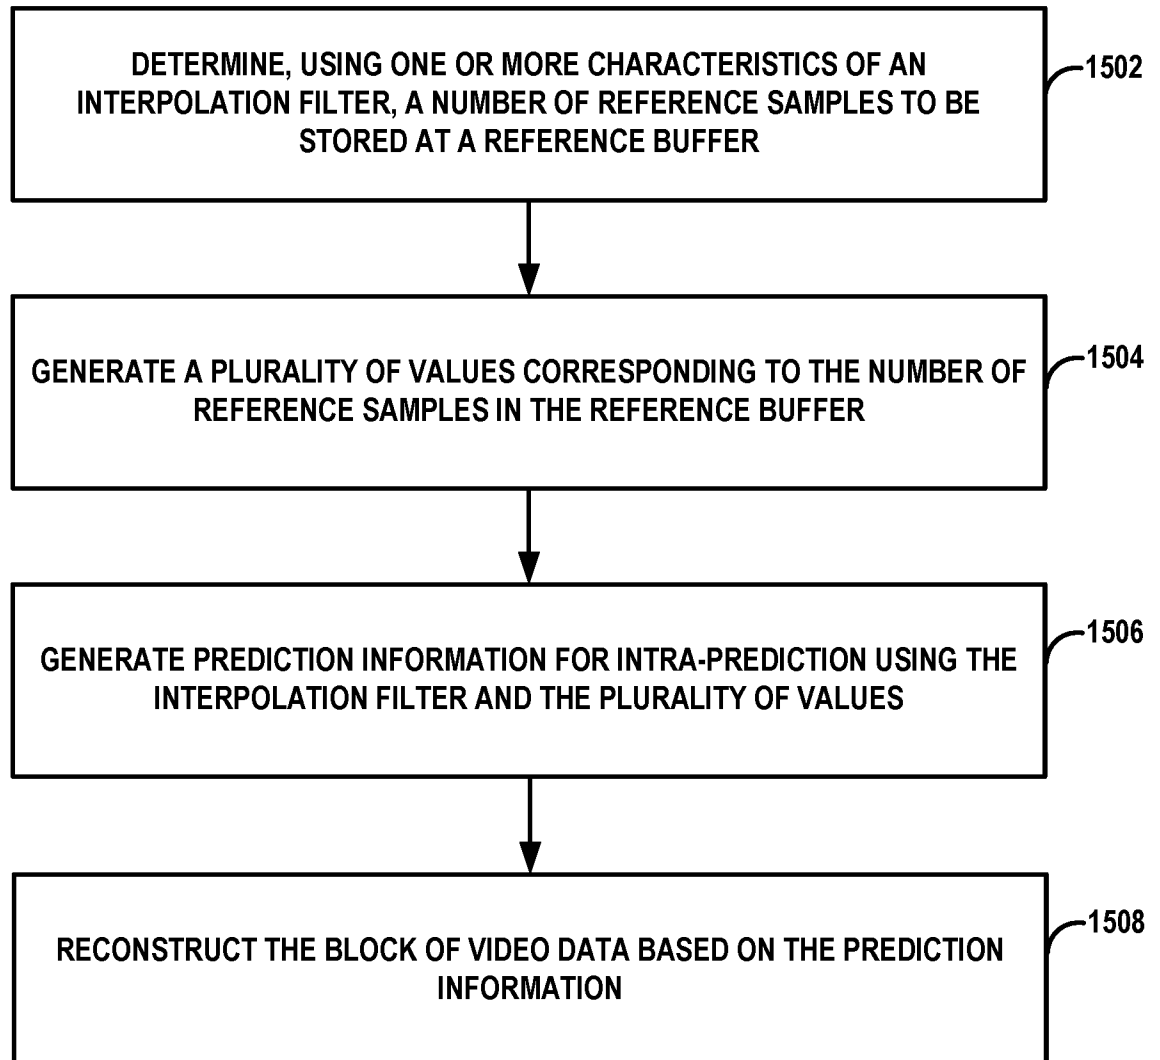 DETERMINE, USING ONE OR MORE CHARACTERISTICS OF AN
INTERPOLATION FILTER, A NUMBER OF REFERENCE SAMPLES TO BE
STORED AT A REFERENCE BUFFER
1502
GENERATE A PLURALITY OF VALUES CORRESPONDING TO THE NUMBER OF
REFERENCE SAMPLES IN THE REFERENCE BUFFER
1504
GENERATE PREDICTION INFORMATION FOR INTRA-PREDICTION USING THE
INTERPOLATION FILTER AND THE PLURALITY OF VALUES
1506
RECONSTRUCT THE BLOCK OF VIDEO DATA BASED ON THE PREDICTION
INFORMATION
1508